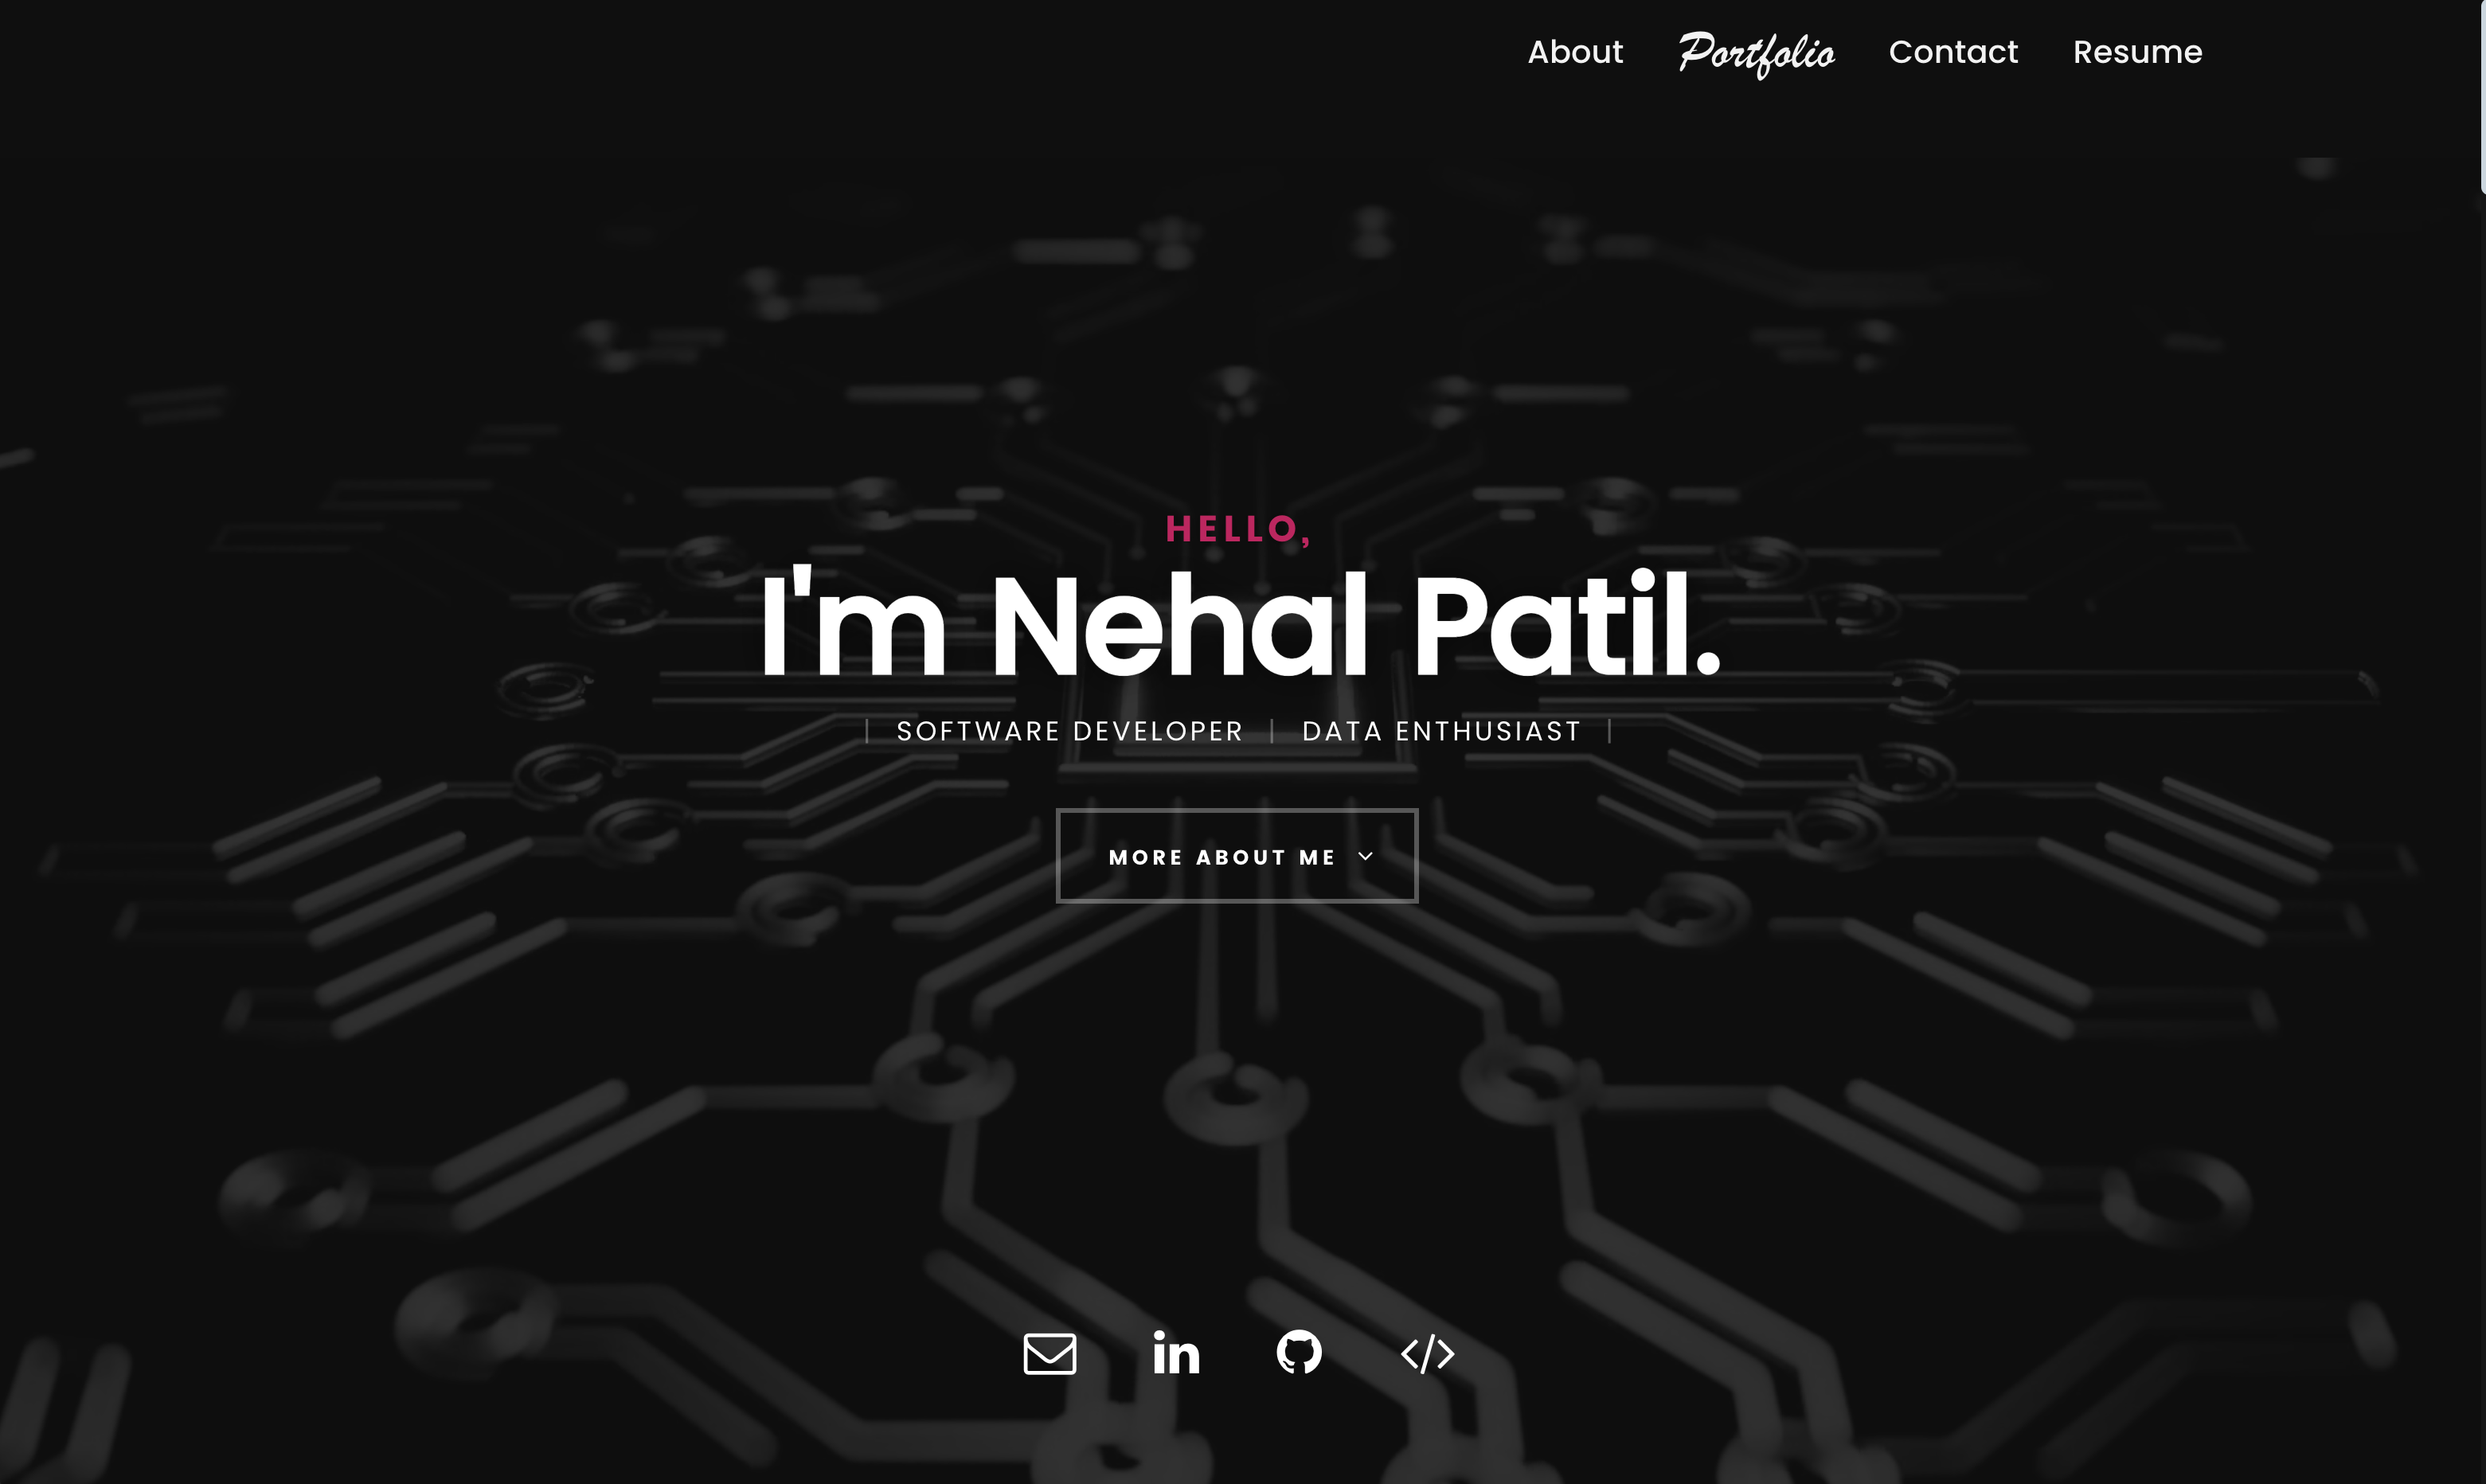 About Portfolio Contact Resume
HELLO,
I'm Nehal Patil.
| SOFTWARE DEVELOPER | DATA ENTHUSIAST |
MORE ABOUT ME